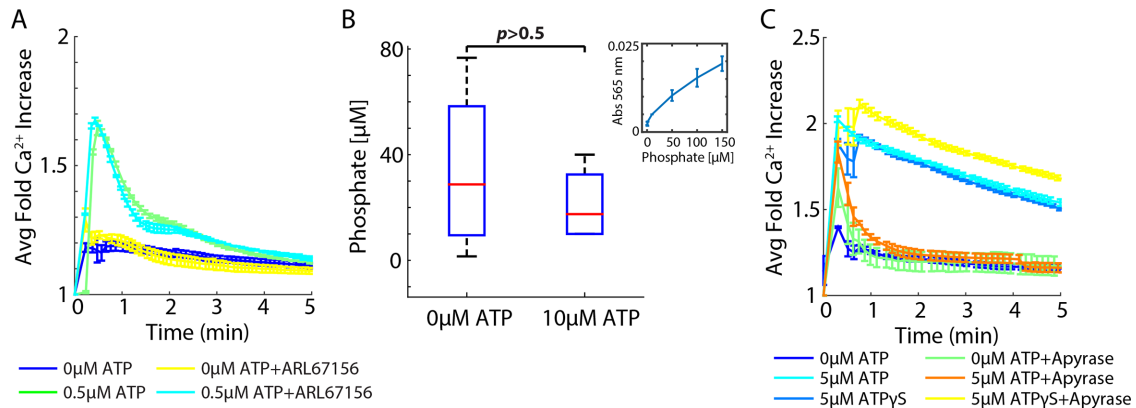 A
Avg Fold Ca²⁺ Increase
2
1.5
1
0 1 2 3 4 5
Time (min)
0µM ATP
0µM ATP+ARL67156
0.5µM ATP
0.5µM ATP+ARL67156
B
p>0.5
Phosphate [µM]
80
40
0
0µM ATP
10µM ATP
Abs 565 nm
0.025
0
0 50 100 150
Phosphate [µM]
C
Avg Fold Ca²⁺ Increase
2.5
2
1.5
1
0 1 2 3 4 5
Time (min)
0µM ATP
0µM ATP+Apyrase
5µM ATP
5µM ATP+Apyrase
5µM ATPγS
5µM ATPγS+Apyrase